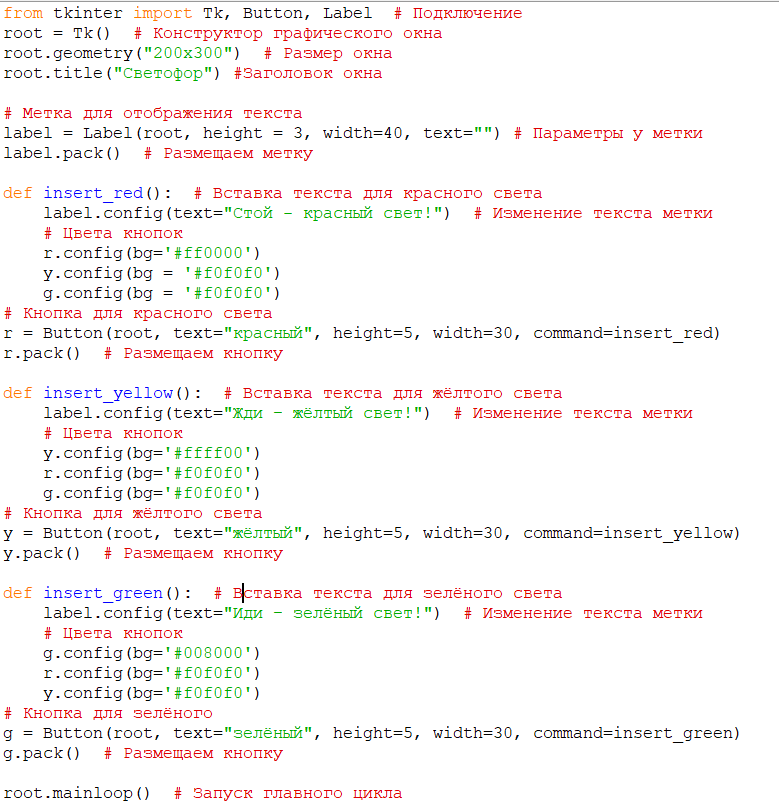 from tkinter import Tk, Button, Label  # Подключение
root = Tk()  # Конструктор графического окна
root.geometry("200x300")  # Размер окна
root.title("Светофор") #Заголовок окна

# Метка для отображения текста
label = Label(root, height = 3, width=40, text="") # Параметры у метки
label.pack()  # Размещаем метку

def insert_red():  # Вставка текста для красного света
    label.config(text="Стой - красный свет!")  # Изменение текста метки
    # Цвета кнопок
    r.config(bg='#ff0000')
    y.config(bg = '#f0f0f0')
    g.config(bg = '#f0f0f0')
# Кнопка для красного света
r = Button(root, text="красный", height=5, width=30, command=insert_red)
r.pack()  # Размещаем кнопку

def insert_yellow():  # Вставка текста для жёлтого света
    label.config(text="Жди - жёлтый свет!")  # Изменение текста метки
    # Цвета кнопок
    y.config(bg='#ffff00')
    r.config(bg='#f0f0f0')
    g.config(bg='#f0f0f0')
# Кнопка для жёлтого света
y = Button(root, text="жёлтый", height=5, width=30, command=insert_yellow)
y.pack()  # Размещаем кнопку

def insert_green():  # Вставка текста для зелёного света
    label.config(text="Иди - зелёный свет!")  # Изменение текста метки
    # Цвета кнопок
    g.config(bg='#008000')
    r.config(bg='#f0f0f0')
    y.config(bg='#f0f0f0')
# Кнопка для зелёного
g = Button(root, text="зелёный", height=5, width=30, command=insert_green)
g.pack()  # Размещаем кнопку

root.mainloop()  # Запуск главного цикла